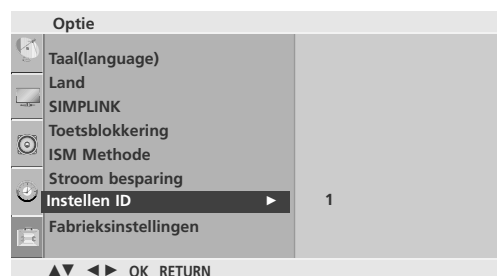 Optie
Taal(language)
Land
SIMPLINK
Toetsblokkering
ISM Methode
Stroom besparing
Instellen ID ► 1
Fabrieksinstellingen
▲▼ ◄► OK RETURN